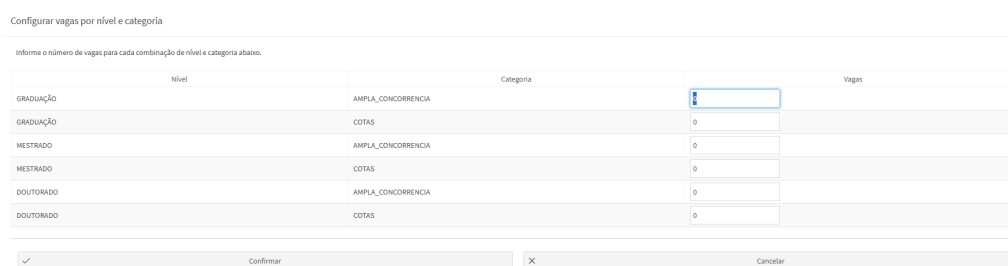 Configurar vagas por nível e categoria
Informe o número de vagas para cada combinação de nível e categoria abaixo.
Nível Categoria Vagas
GRADUAÇÃO AMPLA_CONCORRENCIA 0
GRADUAÇÃO COTAS 0
MESTRADO AMPLA_CONCORRENCIA 0
MESTRADO COTAS 0
DOUTORADO AMPLA_CONCORRENCIA 0
DOUTORADO COTAS 0
Confirmar Cancelar